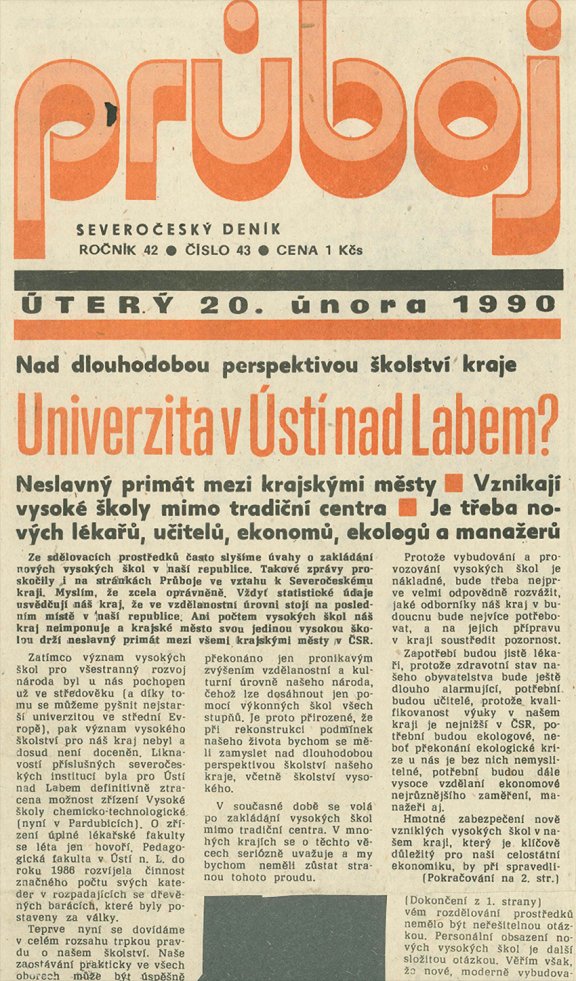 průboj
SEVEROČESKÝ DENÍK
ROČNÍK 42 ● ČÍSLO 43 ● CENA 1 Kčs
ÚTERÝ 20. února 1990
Nad dlouhodobou perspektivou školství kraje
Univerzita v Ústí nad Labem?
Neslavný primát mezi krajskými městy ■ Vznikají
vysoké školy mimo tradiční centra ■ Je třeba no-
vých lékařů, učitelů, ekonomů, ekologů a manažerů
Ze sdělovacích prostředků často slyšíme úvahy o zakládání
nových vysokých škol v naší republice. Takové zprávy pro-
skočily i na stránkách Průboje ve vztahu k Severočeskému
kraji. Myslím, že zcela oprávněně. Vždyť statistické údaje
usvědčují náš kraj, že ve vzdělanostní úrovni stojí na posled-
ním místě v naší republice. Ani počtem vysokých škol náš
kraj neimponuje a krajské město svou jedinou vysokou ško-
lou drží neslavný primát mezi všemi krajskými městy v ČSR.
Zatímco význam vysokých
škol pro všestranný rozvoj
národa byl u nás pochopen
už ve středověku (a díky to-
mu se můžeme pyšnit nejstar-
ší univerzitou ve střední Ev-
ropě), pak význam vysokého
školství pro náš kraj nebyl a
dosud není doceněn. Likna-
vostí příslušných severočes-
kých institucí byla pro Ústí
nad Labem definitivně ztra-
cena možnost zřízení Vysoké
školy chemicko-technologické
(nyní v Pardubicích). O zří-
zení úplné lékařské fakulty
se léta jen hovoří. Pedago-
gická fakulta v Ústí n. L. do
roku 1986 rozvíjela činnost
značného počtu svých kate-
der v rozpadajících se dřevě-
ných barácích, které byly po-
staveny za války.
Teprve nyní se dovídáme
v celém rozsahu trpkou prav-
du o našem školství. Naše
zaostávání prakticky ve všech
oborech může být úspěšně
překonáno jen pronikavým
zvýšením vzdělanostní a kul-
turní úrovně našeho národa,
čehož lze dosáhnout jen po-
mocí výkonných škol všech
stupňů. Je proto přirozené, že
při rekonstrukci podmínek
našeho života bychom se mě-
li zamyslet nad dlouhodobou
perspektivou školství našeho
kraje, včetně školství vyso-
kého.
V současné době se volá
po zakládání vysokých škol
mimo tradiční centra. V mno-
hých krajích se o těchto vě-
cech seriózně uvažuje a my
bychom neměli zůstat stra-
nou tohoto proudu.
Protože vybudování a pro-
vozování vysokých škol je
nákladné, bude třeba nejpr-
ve velmi odpovědně rozvážit,
jaké odborníky náš kraj v bu-
doucnu bude nejvíce potřebo-
vat, a na jejich přípravu
v kraji soustředit pozornost.
Zapotřebí budou jistě léka-
ři, protože zdravotní stav na-
šeho obyvatelstva bude ještě
dlouho alarmující, potřební
budou učitelé, protože kvali-
fikovanost výuky v našem
kraji je nejnižší v ČSR, po-
třební budou ekologové, ne-
boť překonání ekologické kri-
ze u nás je bez nich nemysli-
telné, potřební budou dále
vysoce vzdělaní ekonomové
nejrůznějšího zaměření, ma-
nažeři aj.
Hmotné zabezpečení nově
vzniklých vysokých škol v na-
šem kraji, který je klíčově
důležitý pro naši celostátní
ekonomiku, by při spravedli-
(Pokračování na 2. str.)
(Dokončení z 1. strany)
vém rozdělování prostředků
nemělo být neřešitelnou otáz-
kou. Personální obsazení no-
vých vysokých škol je další
složitou otázkou. Věřím však,
že nové, moderně vybudova-